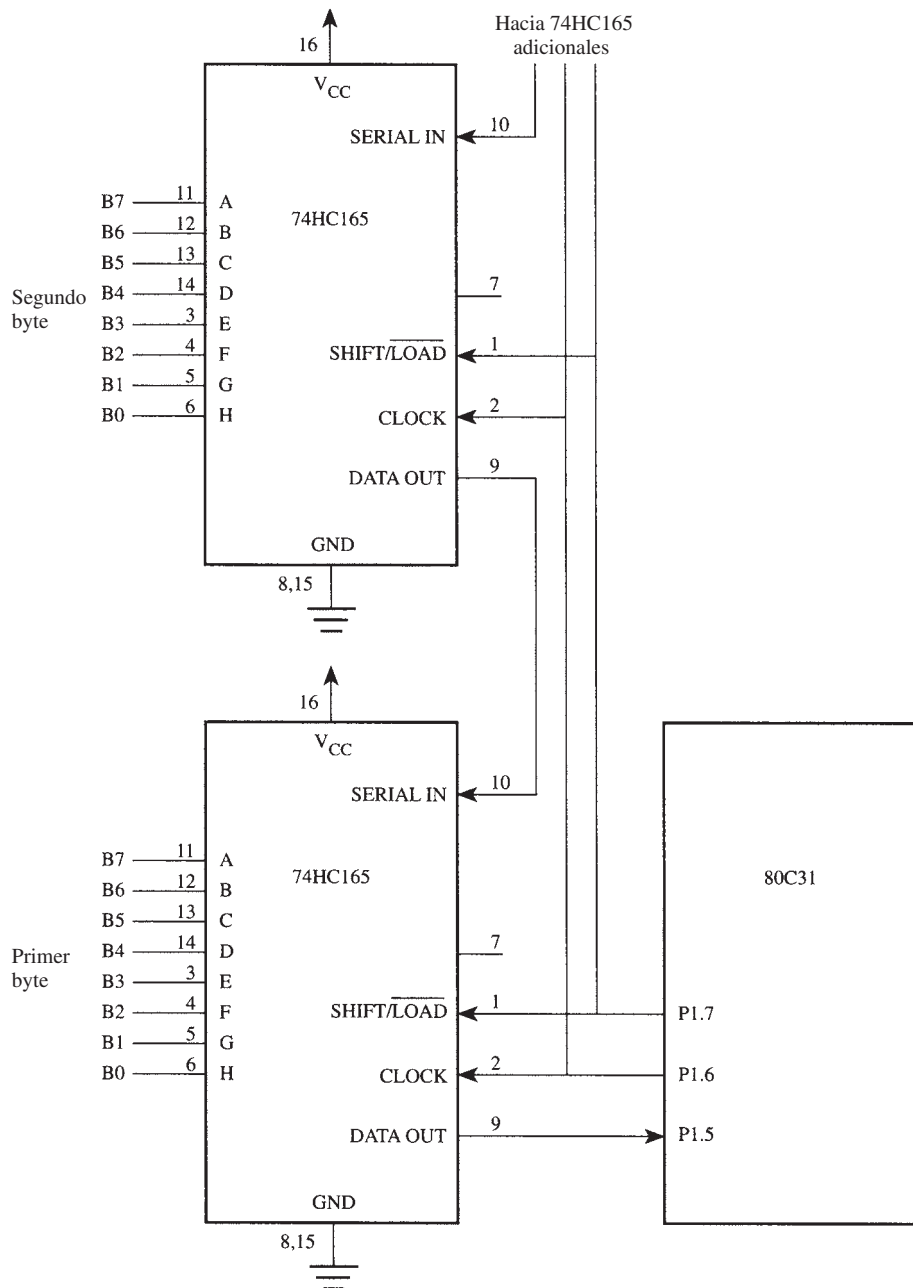 Hacia 74HC165
adicionales
16
VCC
SERIAL IN
10
74HC165
Segundo
byte
B7 11 A
B6 12 B
B5 13 C
B4 14 D
B3 3 E
B2 4 F
B1 5 G
B0 6 H
7
SHIFT/LOAD
1
CLOCK
2
DATA OUT
9
GND
8,15
16
VCC
SERIAL IN
10
74HC165
Primer
byte
B7 11 A
B6 12 B
B5 13 C
B4 14 D
B3 3 E
B2 4 F
B1 5 G
B0 6 H
7
SHIFT/LOAD
1
CLOCK
2
DATA OUT
9
GND
8,15
80C31
P1.7
P1.6
P1.5